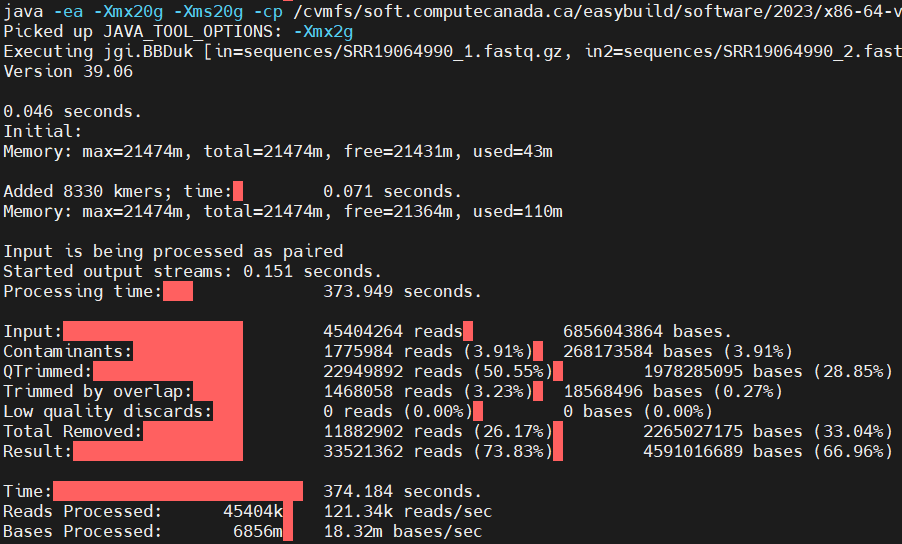 java -ea -Xmx20g -Xms20g -cp /cvmfs/soft.computecanada.ca/easybuild/software/2023/x86-64-v
Picked up JAVA_TOOL_OPTIONS: -Xmx2g
Executing jgi.BBDuk [in=sequences/SRR19064990_1.fastq.gz, in2=sequences/SRR19064990_2.fast
Version 39.06
0.046 seconds.
Initial:
Memory: max=21474m, total=21474m, free=21431m, used=43m
Added 8330 kmers; time: 0.071 seconds.
Memory: max=21474m, total=21474m, free=21364m, used=110m
Input is being processed as paired
Started output streams: 0.151 seconds.
Processing time: 373.949 seconds.
Input: 45404264 reads 6856043864 bases.
Contaminants: 1775984 reads (3.91%) 268173584 bases (3.91%)
QTrimmed: 22949892 reads (50.55%) 1978285095 bases (28.85%)
Trimmed by overlap: 1468058 reads (3.23%) 18568496 bases (0.27%)
Low quality discards: 0 reads (0.00%) 0 bases (0.00%)
Total Removed: 11882902 reads (26.17%) 2265027175 bases (33.04%)
Result: 33521362 reads (73.83%) 4591016689 bases (66.96%)
Time: 374.184 seconds.
Reads Processed: 45404k 121.34k reads/sec
Bases Processed: 6856m 18.32m bases/sec